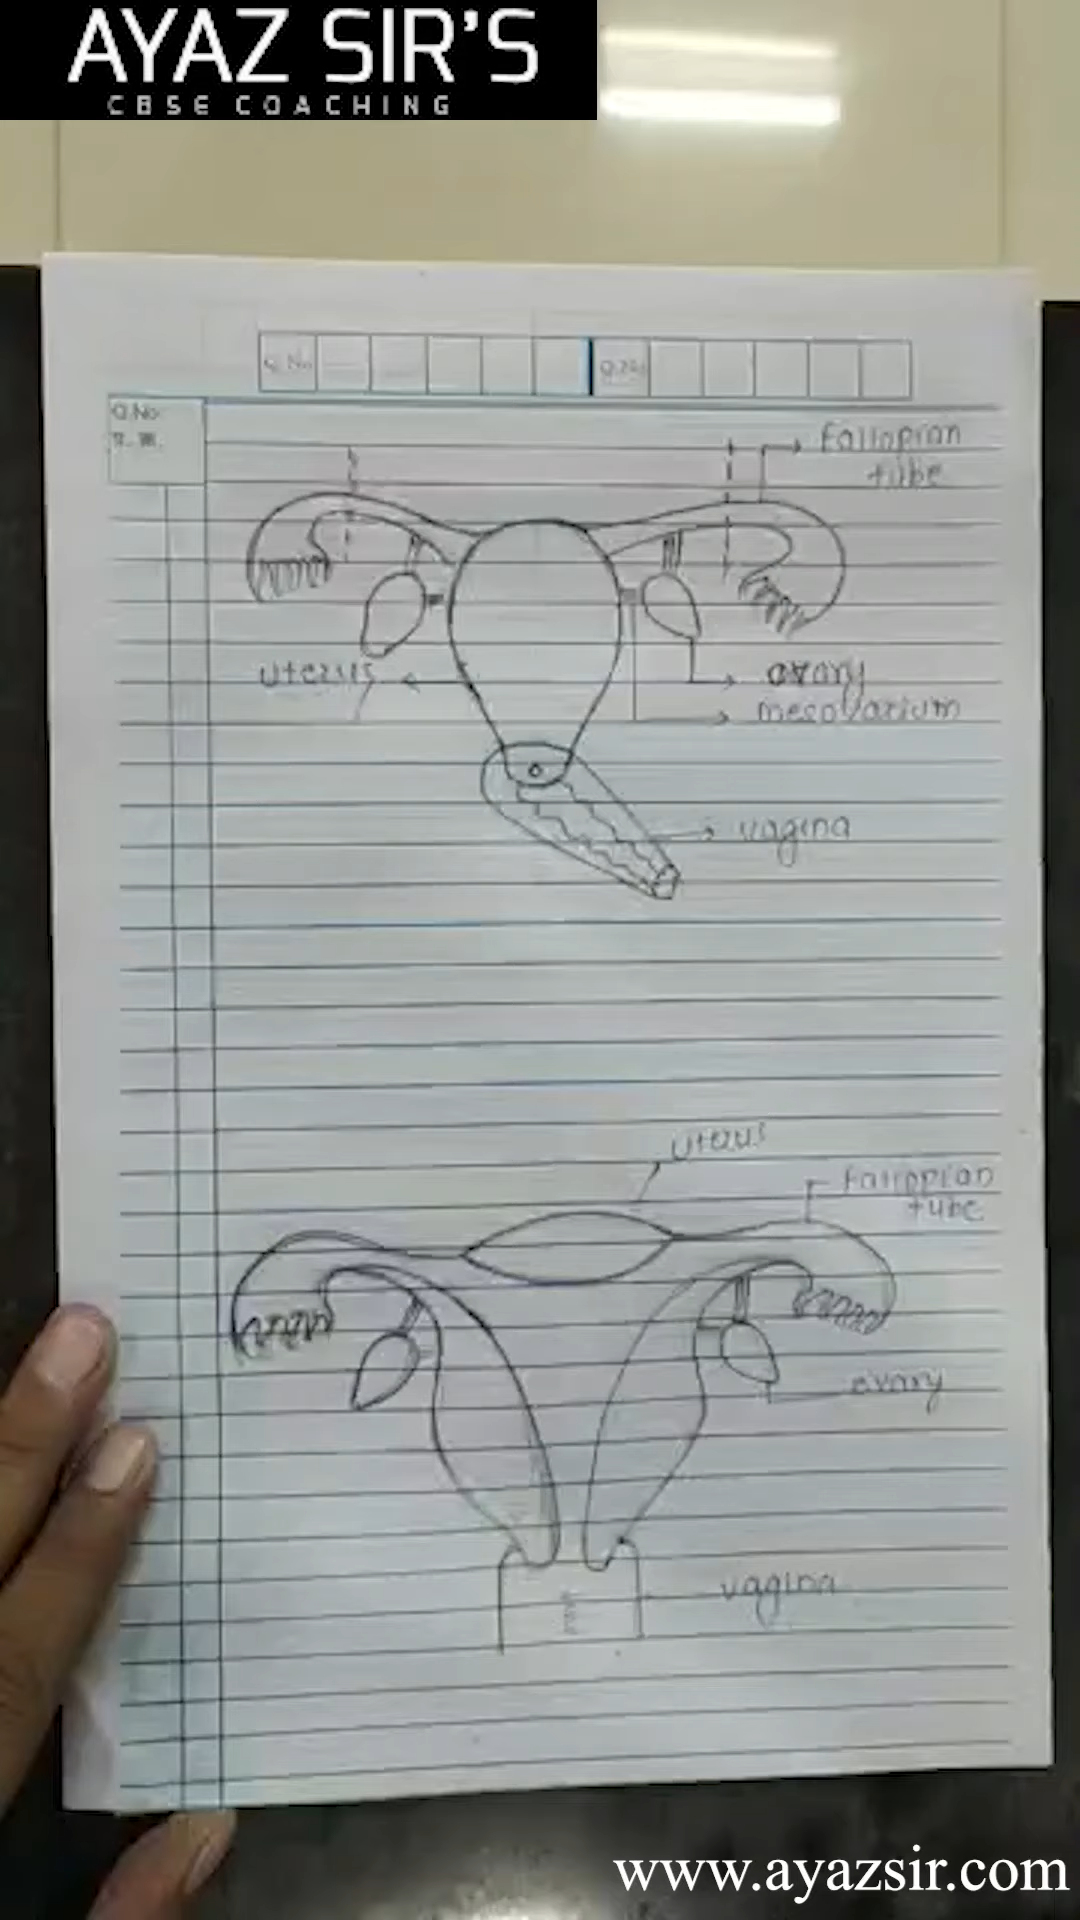 AYAZ SIR'S
CBSE COACHING
Q.No
Fallopian
tube
uterus
ovary
mesovarium
vagina
uterus
Fallopian
tube
ovary
vagina
www.ayazsir.com